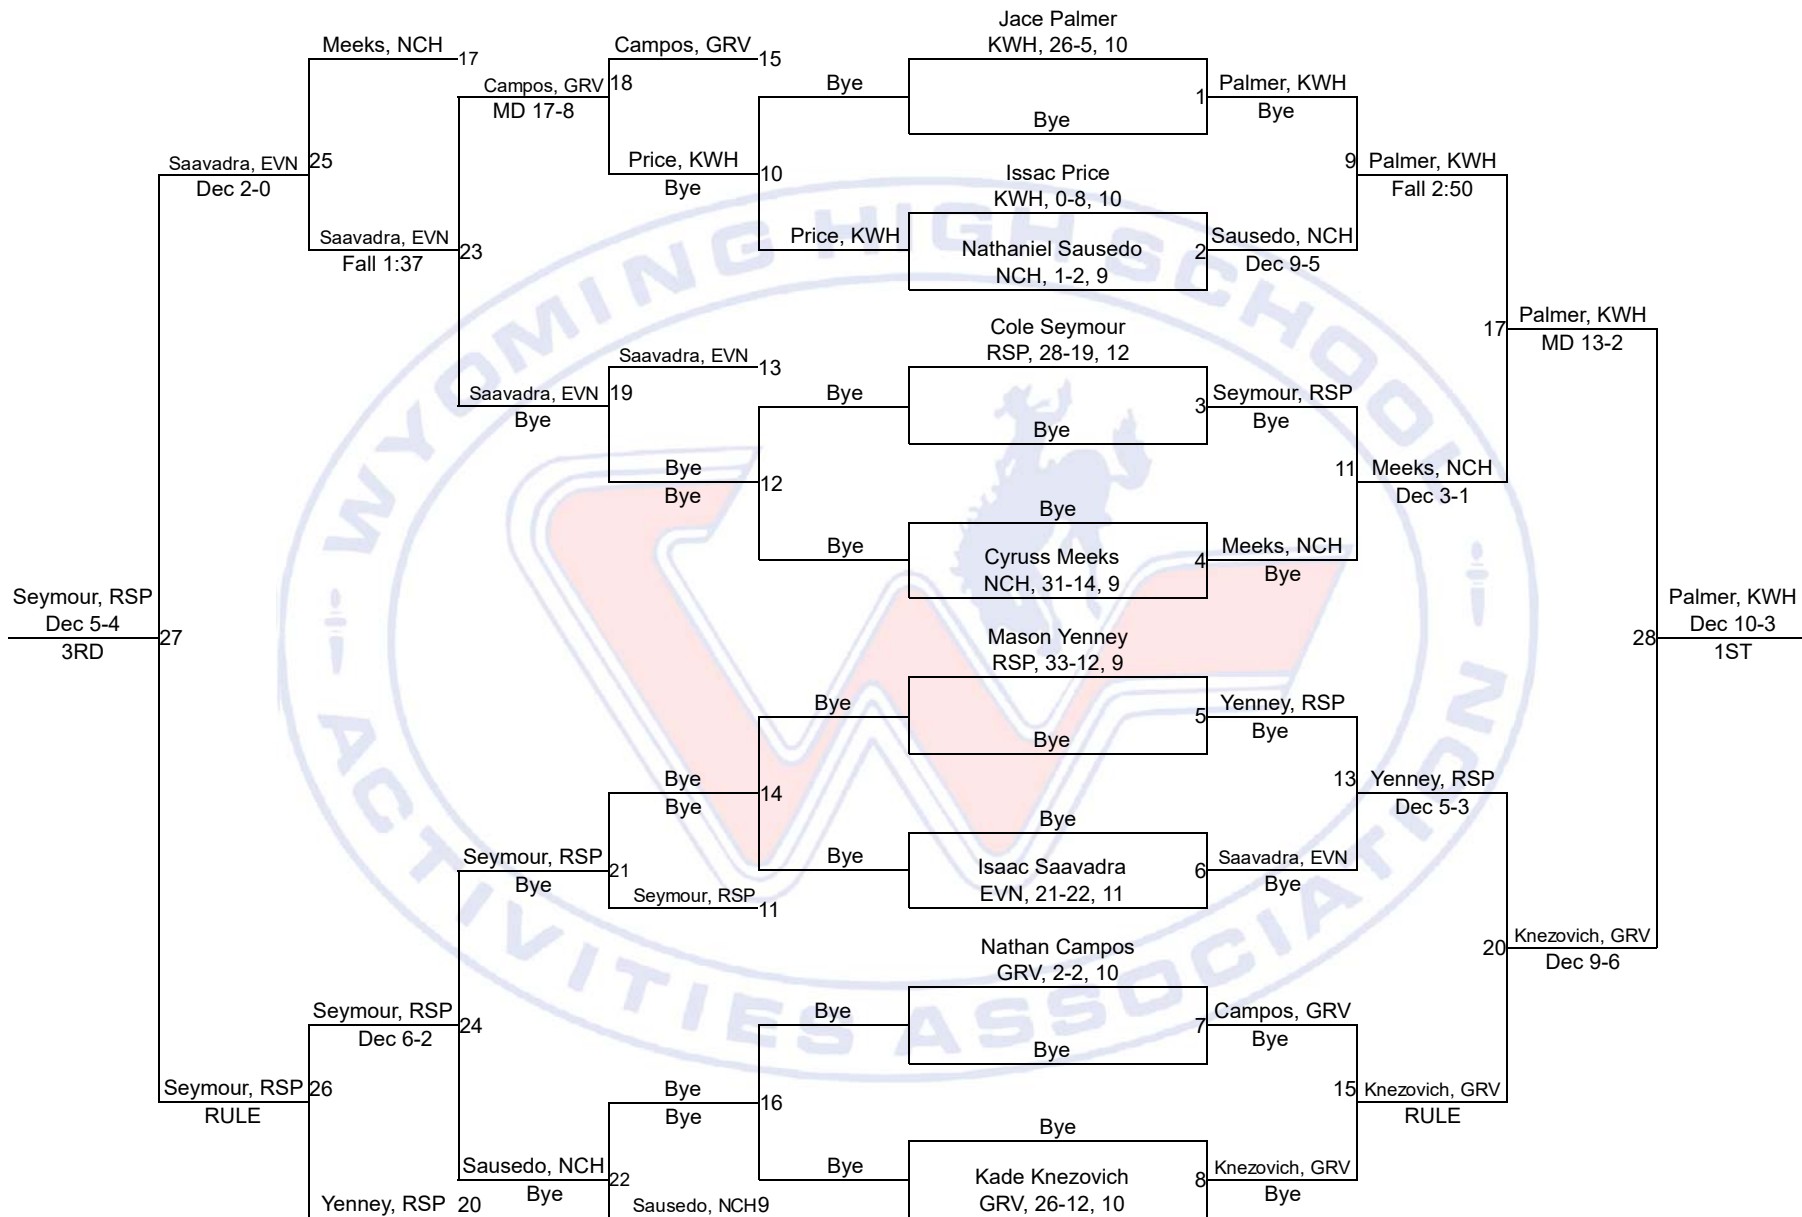 Jace Palmer
Meeks, NCH
17
Campos, GRV
15
KWH, 26-5, 10
Campos, GRV
18
Bye
1
Palmer, KWH
MD 17-8
Bye
Bye
Saavadra, EVN
25
Price, KWH
10
9
Palmer, KWH
Dec 2-0
Bye
Issac Price
Fall 2:50
KWH, 0-8, 10
Saavadra, EVN
23
Price, KWH
Nathaniel Sausedo
2
Sausedo, NCH
Fall 1:37
NCH, 1-2, 9
Dec 9-5
Cole Seymour
17
Palmer, KWH
Saavadra, EVN
13
RSP, 28-19, 12
MD 13-2
Saavadra, EVN
19
Bye
3
Seymour, RSP
Bye
Bye
Bye
Bye
12
11
Meeks, NCH
Bye
Bye
Dec 3-1
Bye
Cyruss Meeks
4
Meeks, NCH
NCH, 31-14, 9
Bye
Seymour, RSP
Dec 5-4
27
3RD
Mason Yenney
28
Palmer, KWH
Dec 10-3
1ST
RSP, 33-12, 9
Bye
5
Yenney, RSP
Bye
Bye
Bye
14
13
Yenney, RSP
Bye
Bye
Dec 5-3
Seymour, RSP
21
Bye
Isaac Saavadra
6
Saavadra, EVN
Bye
Seymour, RSP
11
EVN, 21-22, 11
Bye
Nathan Campos
20
Knezovich, GRV
GRV, 2-2, 10
Dec 9-6
Seymour, RSP
24
Bye
7
Campos, GRV
Dec 6-2
Bye
Bye
Seymour, RSP
26
Bye
16
15
Knezovich, GRV
RULE
Bye
Bye
RULE
Sausedo, NCH
22
Bye
Kade Knezovich
8
Knezovich, GRV
Bye
Bye
Yenney, RSP
20
Sausedo, NCH
9
GRV, 26-12, 10
WYOMING HIGH SCHOOL
ACTIVITIES ASSOCIATION